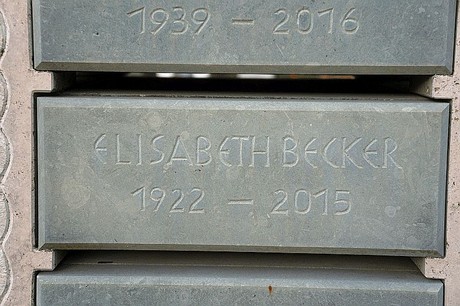 1939 – 2016
ELISABETH BECKER
1922 – 2015